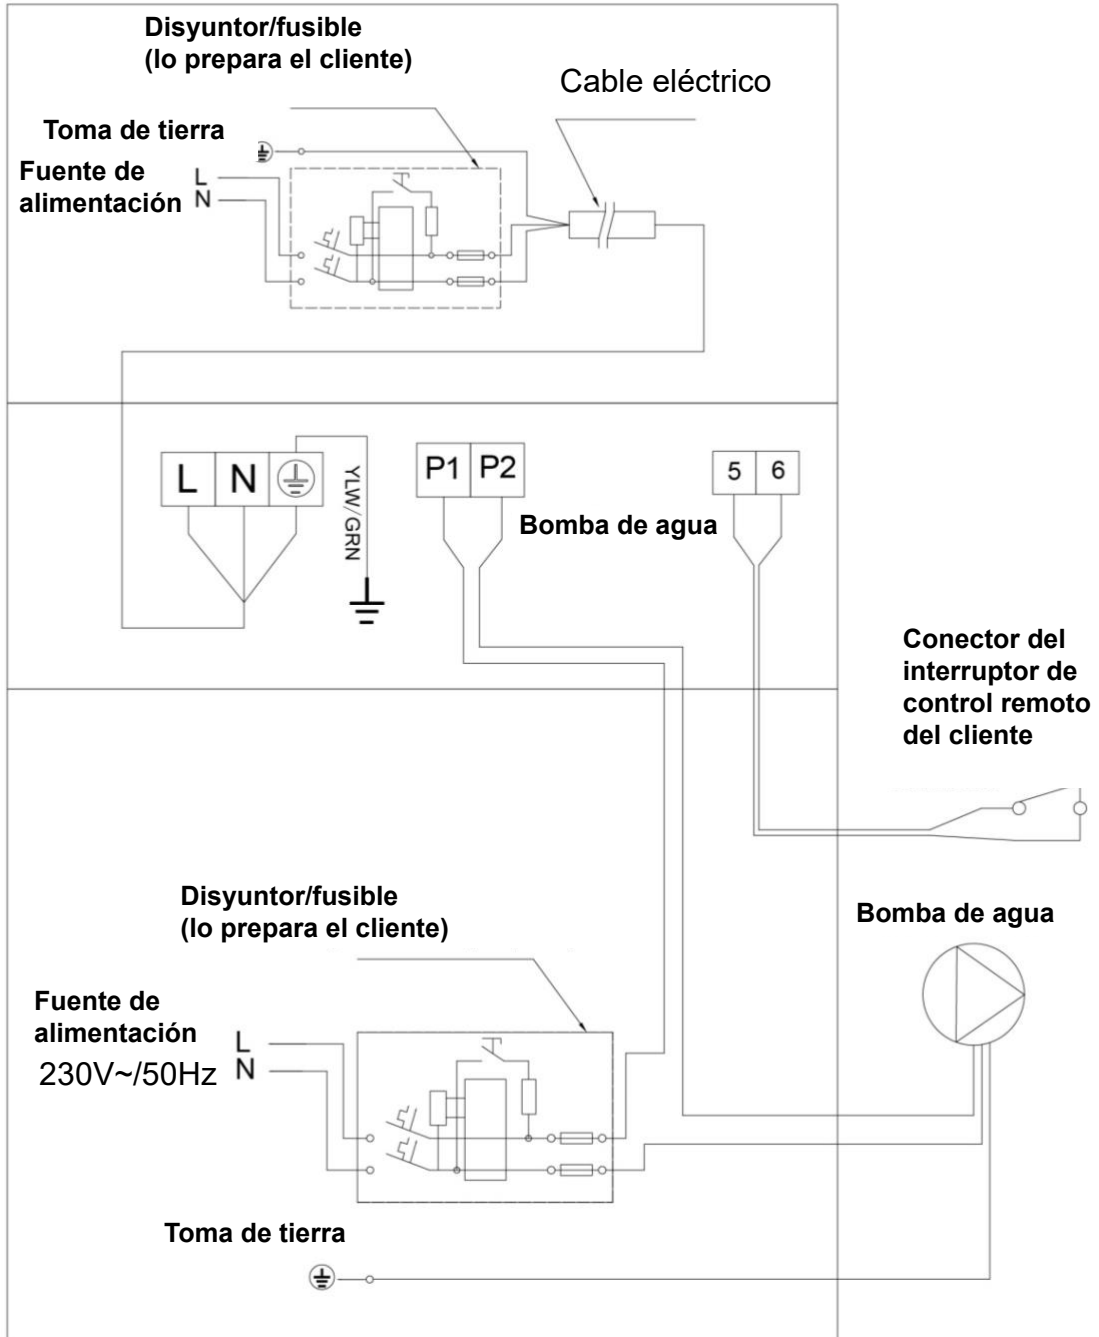 Disyuntor/fusible
(lo prepara el cliente)
Cable eléctrico
Toma de tierra
Fuente de
alimentación
L
N
L N
YLW/GRN
P1 P2
5 6
Bomba de agua
Conector del
interruptor de
control remoto
del cliente
Disyuntor/fusible
(lo prepara el cliente)
Bomba de agua
Fuente de
alimentación
230V~/50Hz
L
N
Toma de tierra